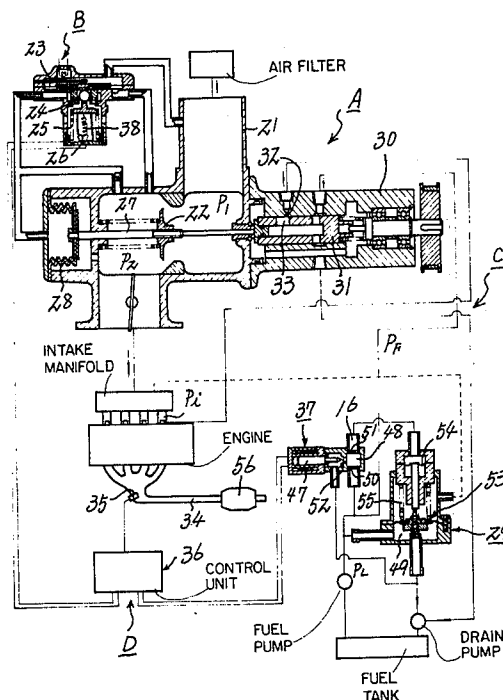 B
23
24
25
26
38
AIR FILTER
21
A
30
32
P1
27
22
P2
28
33
31
C
PF
INTAKE
MANIFOLD
Pi
ENGINE
37
16
51
48
54
47
50
52
53
55
49
35
34
56
36
CONTROL
UNIT
D
PL
FUEL
PUMP
DRAIN
PUMP
FUEL
TANK